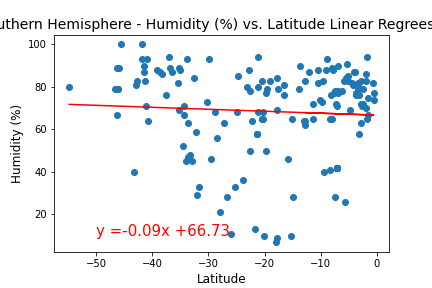 uthern Hemisphere - Humidity (%) vs. Latitude Linear Regress
Humidity (%)
100
80
60
40
20
y =-0.09x +66.73
−50
−40
−30
−20
−10
0
Latitude